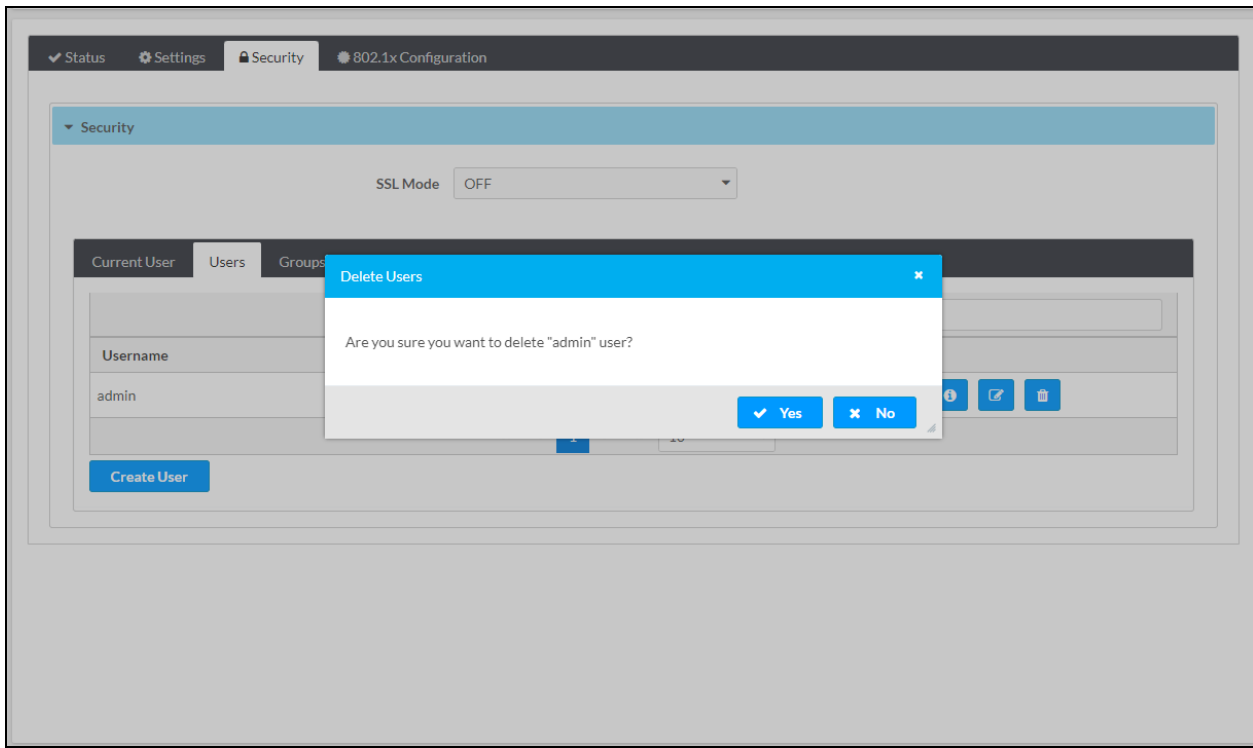 Status Settings Security 802.1x Configuration
Security
SSL Mode OFF
Current User Users Groups
Delete Users
Are you sure you want to delete "admin" user?
Username
admin
Yes No
Create User